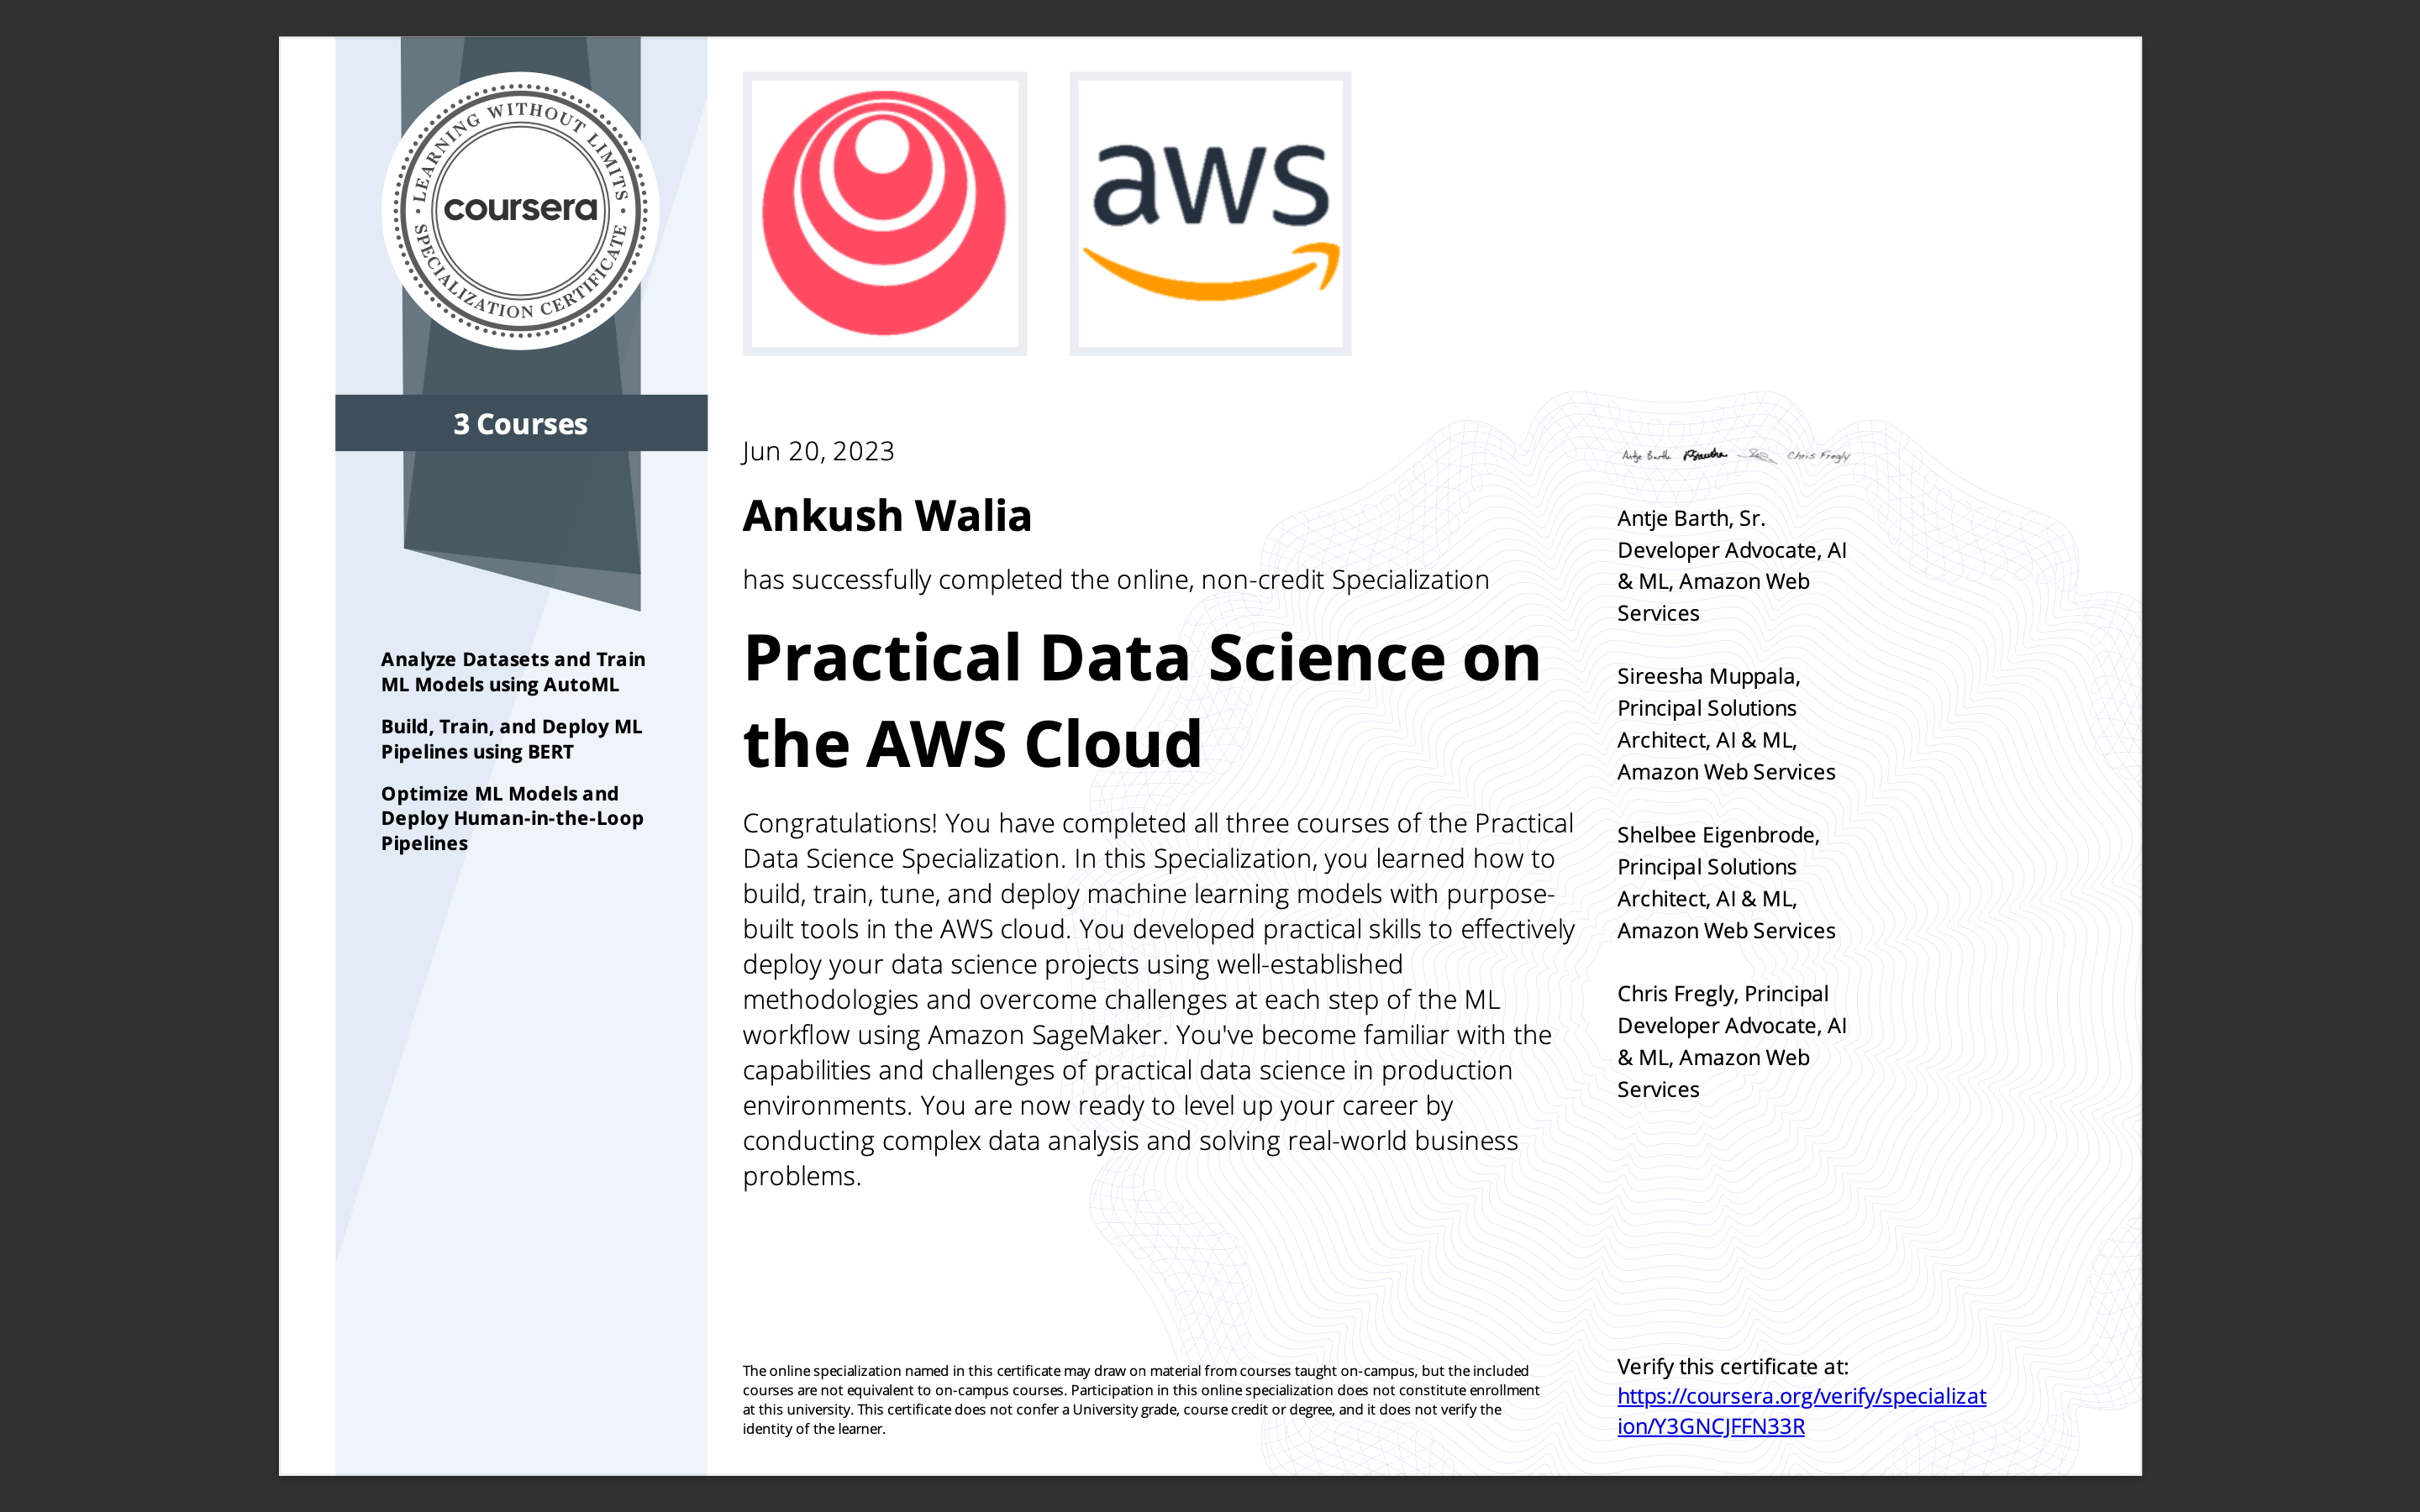 LEARNING WITHOUT LIMITS
coursera
SPECIALIZATION CERTIFICATE
aws
3 Courses
Analyze Datasets and Train
ML Models using AutoML
Build, Train, and Deploy ML
Pipelines using BERT
Optimize ML Models and
Deploy Human-in-the-Loop
Pipelines
Jun 20, 2023
Ankush Walia
has successfully completed the online, non-credit Specialization
Practical Data Science on
the AWS Cloud
Congratulations! You have completed all three courses of the Practical
Data Science Specialization. In this Specialization, you learned how to
build, train, tune, and deploy machine learning models with purpose-
built tools in the AWS cloud. You developed practical skills to effectively
deploy your data science projects using well-established
methodologies and overcome challenges at each step of the ML
workflow using Amazon SageMaker. You've become familiar with the
capabilities and challenges of practical data science in production
environments. You are now ready to level up your career by
conducting complex data analysis and solving real-world business
problems.
Antje Barth Chris Fregly
Antje Barth, Sr.
Developer Advocate, AI
& ML, Amazon Web
Services
Sireesha Muppala,
Principal Solutions
Architect, AI & ML,
Amazon Web Services
Shelbee Eigenbrode,
Principal Solutions
Architect, AI & ML,
Amazon Web Services
Chris Fregly, Principal
Developer Advocate, AI
& ML, Amazon Web
Services
The online specialization named in this certificate may draw on material from courses taught on-campus, but the included
courses are not equivalent to on-campus courses. Participation in this online specialization does not constitute enrollment
at this university. This certificate does not confer a University grade, course credit or degree, and it does not verify the
identity of the learner.
Verify this certificate at:
https://coursera.org/verify/specializat
ion/Y3GNCJFFN33R